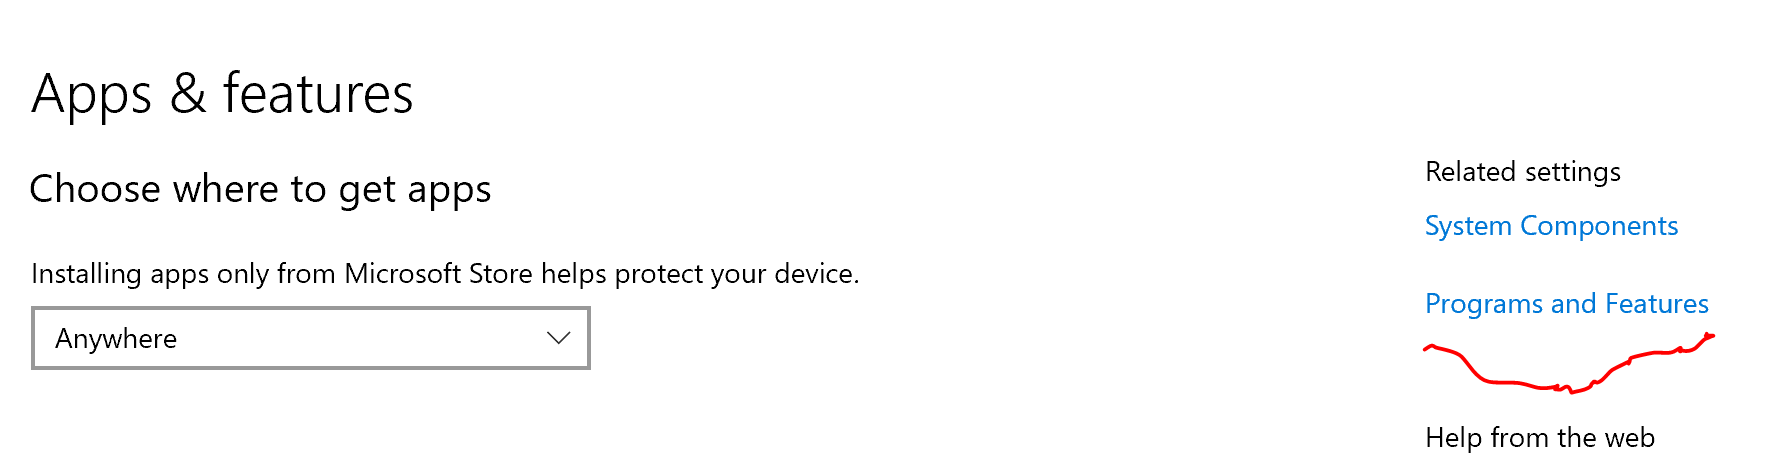 Apps & features
Choose where to get apps
Installing apps only from Microsoft Store helps protect your device.
Anywhere
Related settings
System Components
Programs and Features
Help from the web